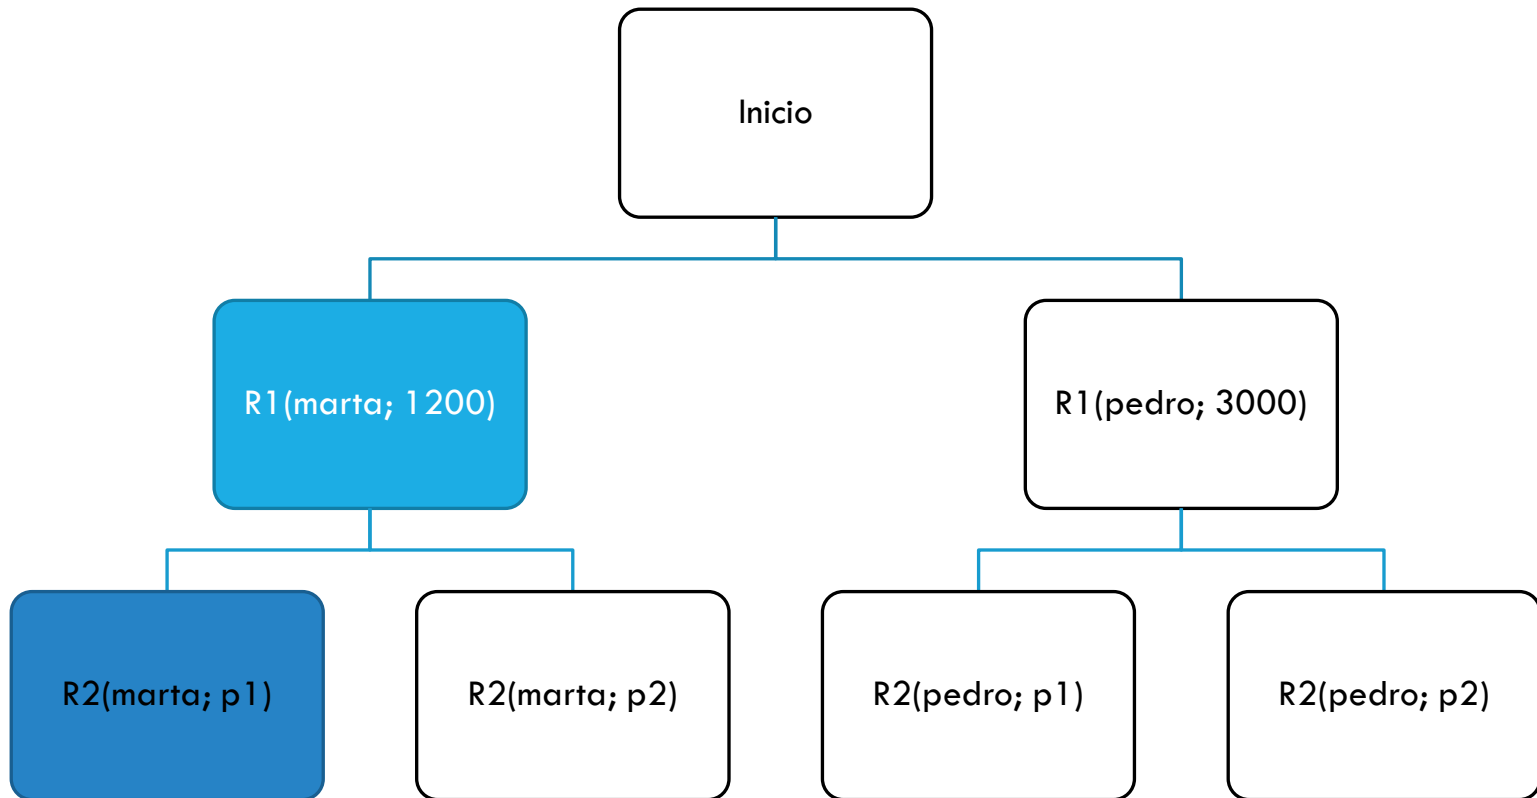 Inicio
R1(marta; 1200)
R1(pedro; 3000)
R2(marta; p1)
R2(marta; p2)
R2(pedro; p1)
R2(pedro; p2)